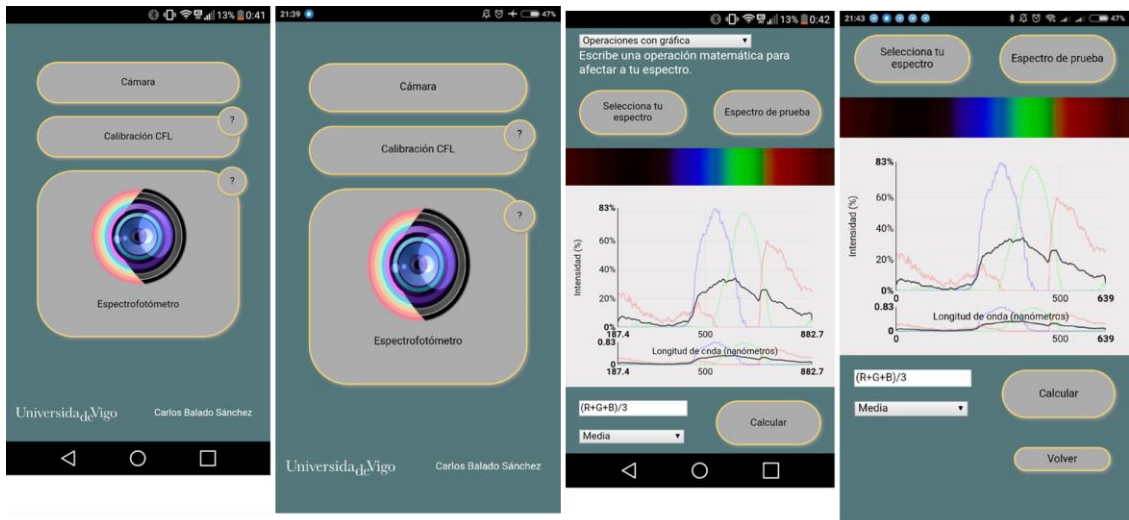 13% 0:41
Cámara
Calibración CFL
?
?
Espectrofotómetro
Universidade Vigo
Carlos Balado Sánchez
21:39
47%
Cámara
Calibración CFL
?
?
Espectrofotómetro
Universidade Vigo
Carlos Balado Sánchez
13% 0:42
Operaciones con gráfica
Escribe una operación matemática para
afectar a tu espectro.
Selecciona tu
espectro
Espectro de prueba
83%
60%
40%
20%
0%
Intensidad (%)
187.4 500 882.7
0.83
Longitud de onda (nanómetros)
0
187.4 500 882.7
(R+G+B)/3
Media
Calcular
21:43
47%
Selecciona tu
espectro
Espectro de prueba
83%
60%
40%
20%
0%
Intensidad (%)
0 500 639
0.83
Longitud de onda (nanómetros)
0
0 500 639
(R+G+B)/3
Media
Calcular
Volver